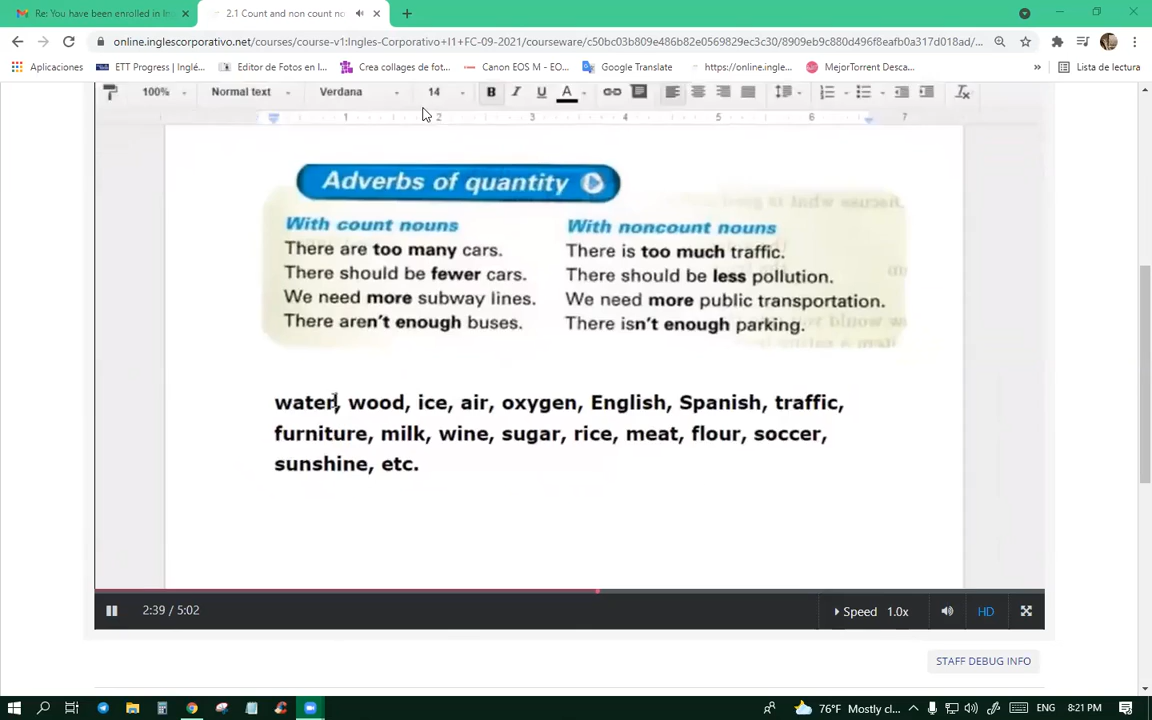 Re: You have been enrolled in In
2.1 Count and non count no
online.inglescorporativo.net/courses/course-v1:Ingles-Corporativo+I1+FC-09-2021/courseware/c50bc03b809e486b82e0569829ec3c30/8909eb9c880d496f8eafb0a317d018ad/...
Aplicaciones
ETT Progress | Inglé...
Editor de Fotos en l...
Crea collages de fot...
Canon EOS M - EO...
Google Translate
https://online.ingle...
MejorTorrent Desca...
»
Lista de lectura
100% Normal text Verdana 14 B I U A
1 2 3 4 5 6 7
Adverbs of quantity
With count nouns
There are too many cars.
There should be fewer cars.
We need more subway lines.
There aren't enough buses.
With noncount nouns
There is too much traffic.
There should be less pollution.
We need more public transportation.
There isn't enough parking.
water, wood, ice, air, oxygen, English, Spanish, traffic,
furniture, milk, wine, sugar, rice, meat, flour, soccer,
sunshine, etc.
2:39 / 5:02
Speed 1.0x
HD
STAFF DEBUG INFO
76°F Mostly cl...
ENG
8:21 PM